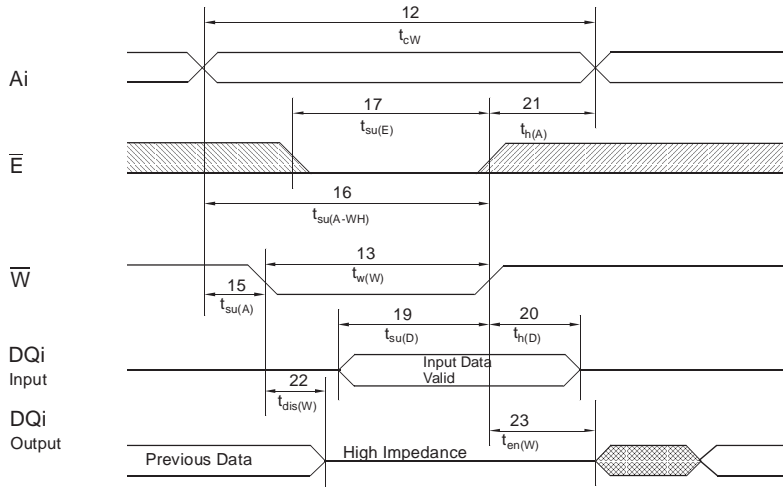 12
tcW
Ai
17
tsu(E)
21
th(A)
E
16
tsu(A-WH)
W
13
tw(W)
15
tsu(A)
19
tsu(D)
20
th(D)
DQi
Input
Input Data
Valid
22
tdis(W)
DQi
Output
23
ten(W)
Previous Data
High Impedance